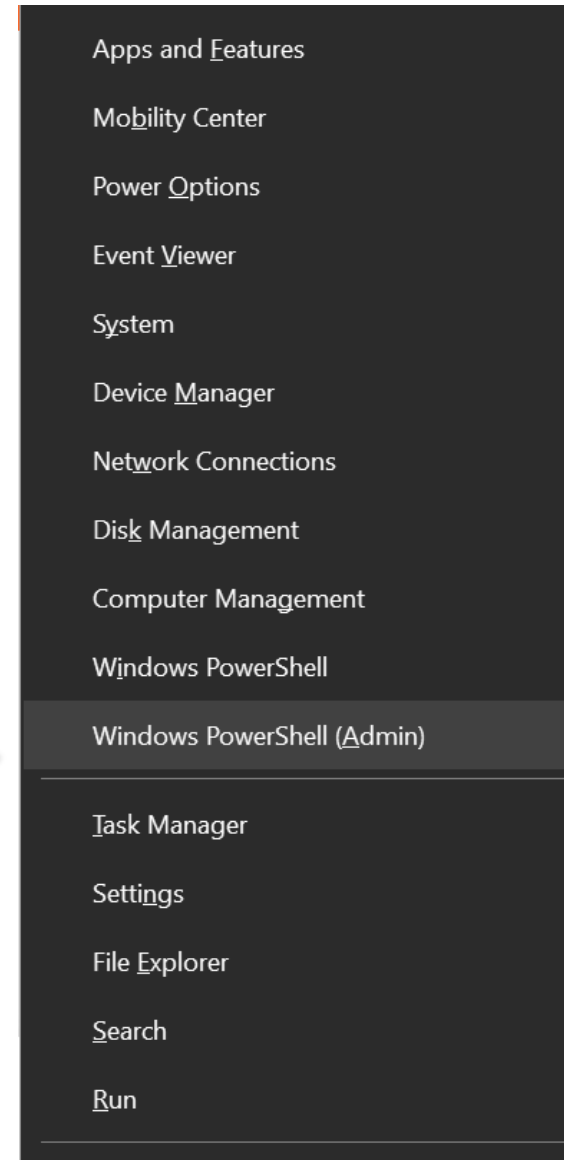 Apps and Features
Mobility Center
Power Options
Event Viewer
System
Device Manager
Network Connections
Disk Management
Computer Management
Windows PowerShell
Windows PowerShell (Admin)
Task Manager
Settings
File Explorer
Search
Run